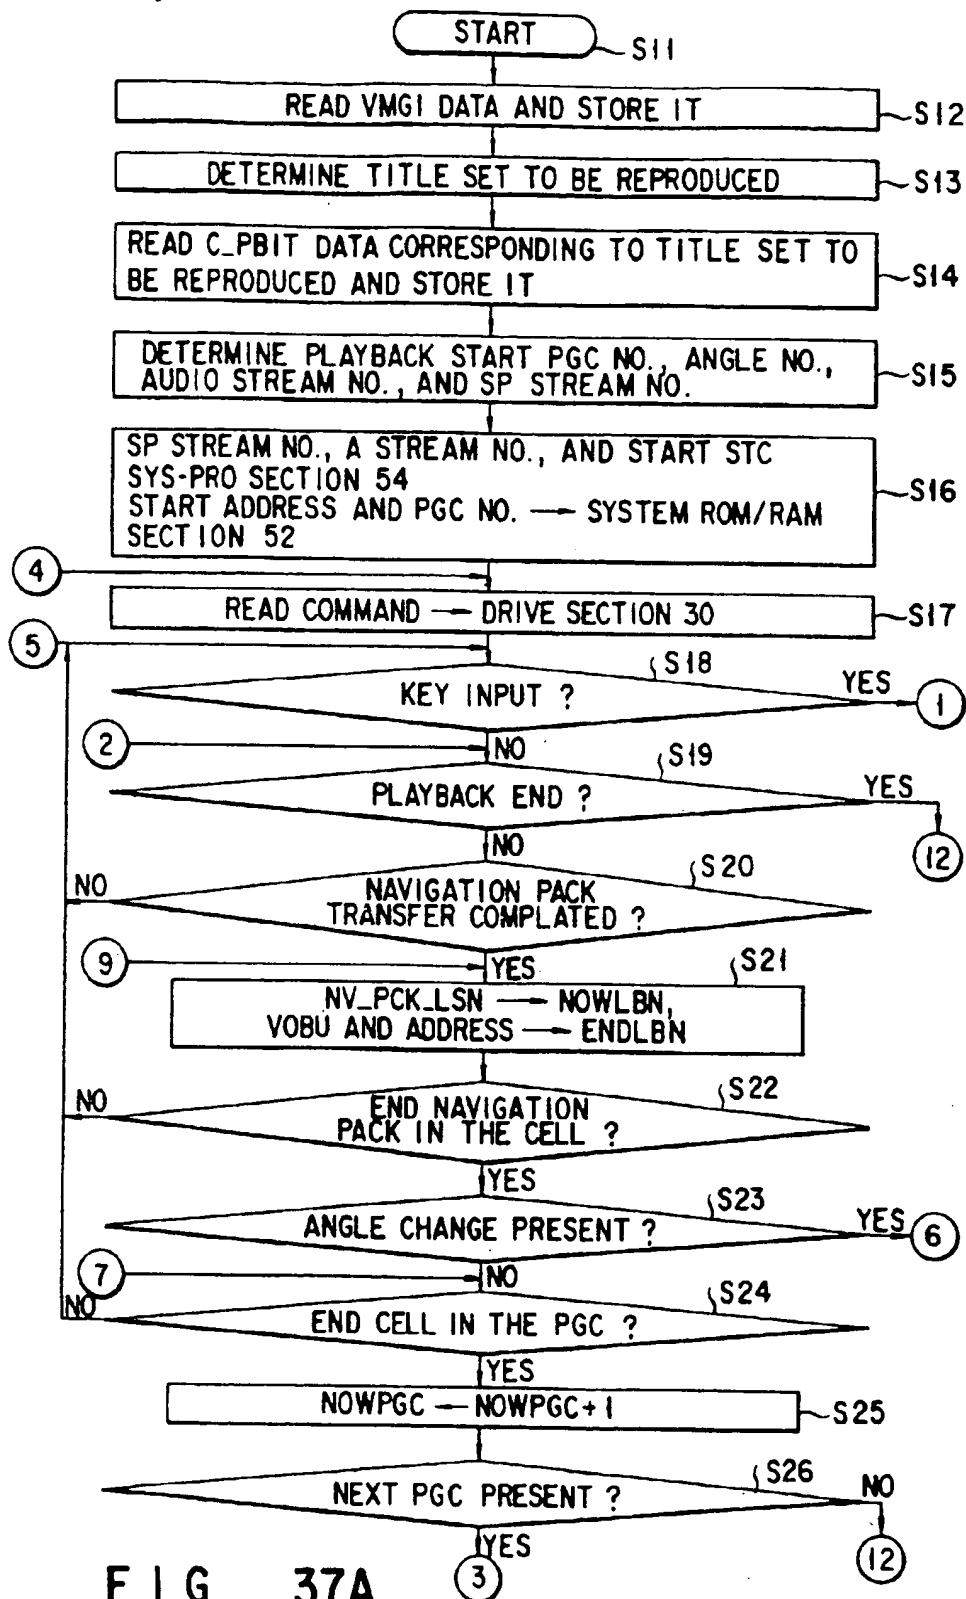 START
S11
READ VMGI DATA AND STORE IT
S12
DETERMINE TITLE SET TO BE REPRODUCED
S13
READ C_PBIT DATA CORRESPONDING TO TITLE SET TO
BE REPRODUCED AND STORE IT
S14
DETERMINE PLAYBACK START PGC NO., ANGLE NO.,
AUDIO STREAM NO., AND SP STREAM NO.
S15
SP STREAM NO., A STREAM NO., AND START STC
SYS-PRO SECTION 54
START ADDRESS AND PGC NO. → SYSTEM ROM/RAM
SECTION 52
S16
4
READ COMMAND → DRIVE SECTION 30
S17
5
S18
KEY INPUT ?
YES
1
2
NO
S19
PLAYBACK END ?
YES
12
NO
S20
NO
NAVIGATION PACK
TRANSFER COMPLATED ?
9
YES
S21
NV_PCK_LSN → NOWLBN,
VOBU AND ADDRESS → ENDLBN
S22
NO
END NAVIGATION
PACK IN THE CELL ?
YES
S23
ANGLE CHANGE PRESENT ?
YES
6
7
NO
S24
NO
END CELL IN THE PGC ?
YES
NOWPGC ← NOWPGC+1
S25
S26
NEXT PGC PRESENT ?
NO
12
YES
3
FIG 37A